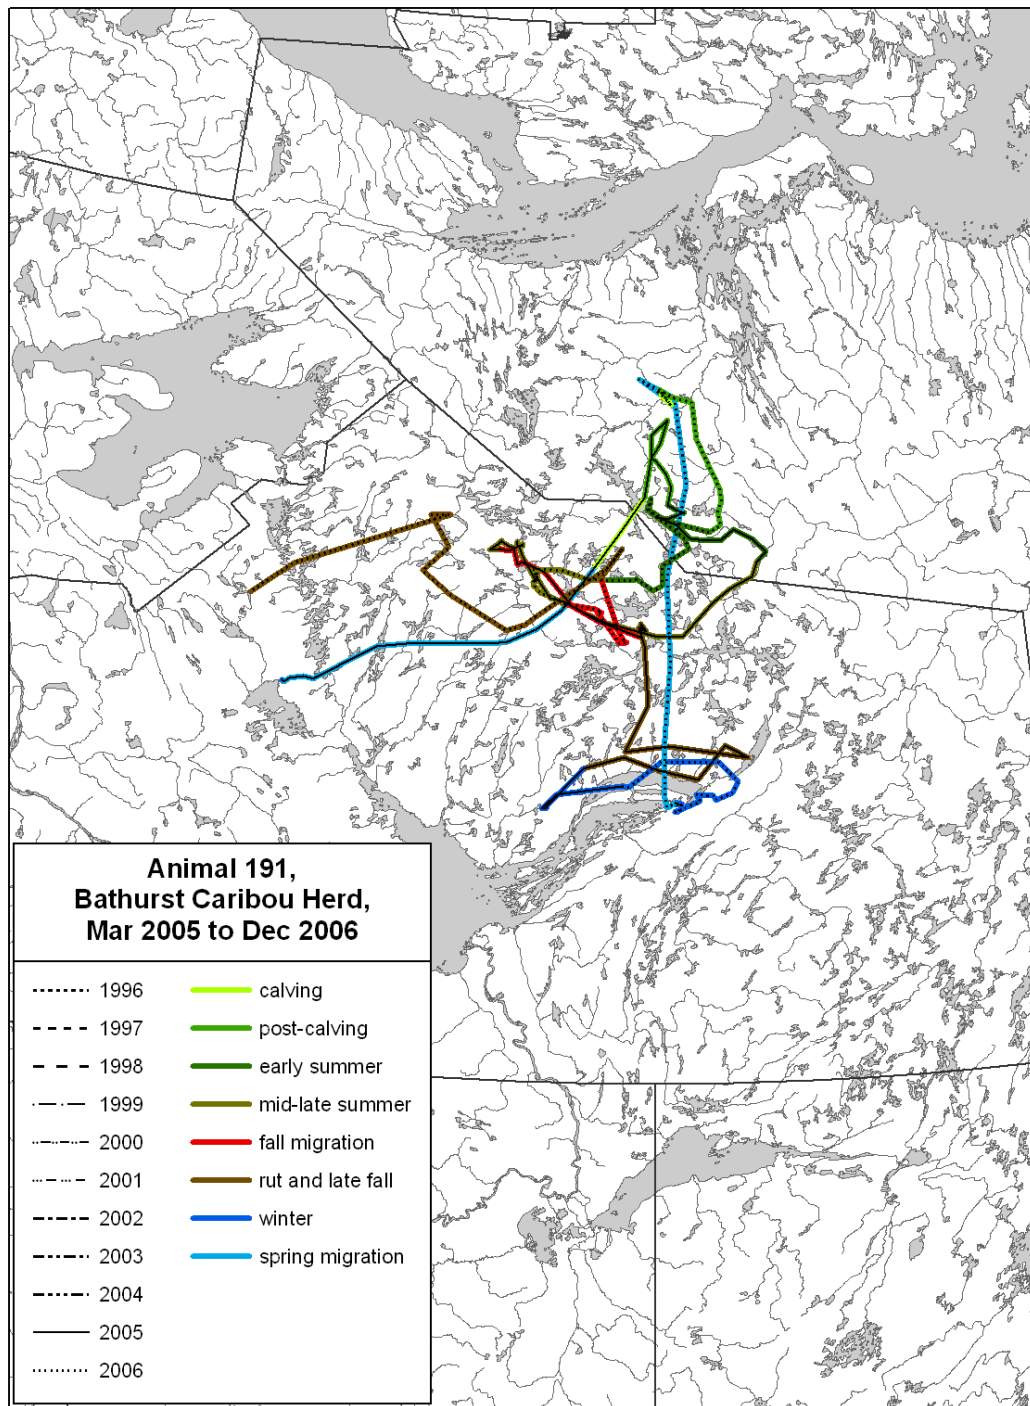 Animal 191,
Bathurst Caribou Herd,
Mar 2005 to Dec 2006
1996
1997
1998
1999
2000
2001
2002
2003
2004
2005
2006
calving
post-calving
early summer
mid-late summer
fall migration
rut and late fall
winter
spring migration